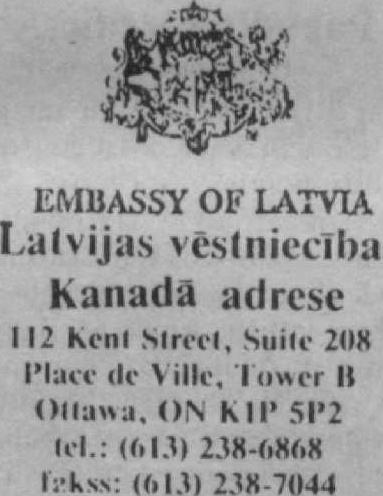 EMBASSY OF LATVIA
Latvijas vēstniecība
Kanadā adrese
112 Kent Street, Suite 208
Place de Ville, Tower B
Ottawa, ON K1P 5P2
tel.: (613) 238-6868
fakss: (613) 238-7044